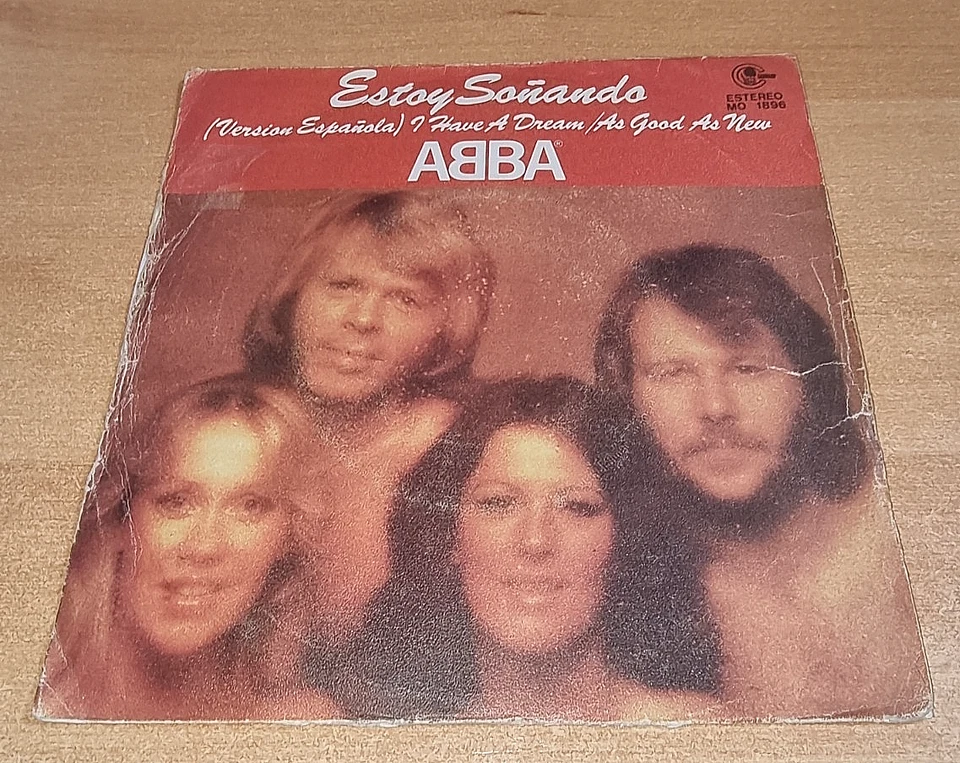 Estoy Soñando
ESTEREO
MO 1896
(Version Española) I Have A Dream/As Good As New
ABBA®